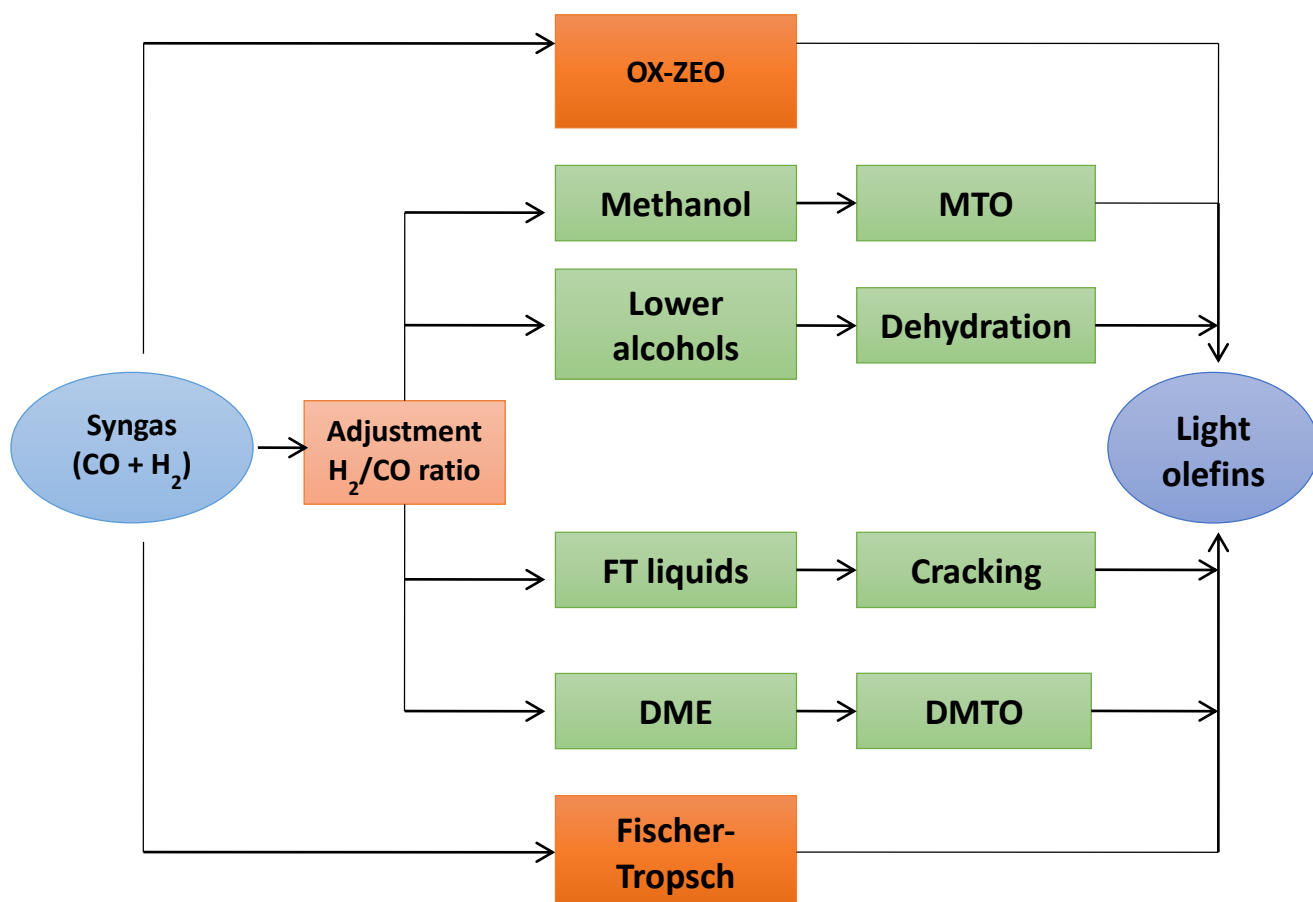 OX-ZEO
Methanol
MTO
Lower
alcohols
Dehydration
Syngas
(CO + H₂)
Adjustment
H₂/CO ratio
Light
olefins
FT liquids
Cracking
DME
DMTO
Fischer-
Tropsch